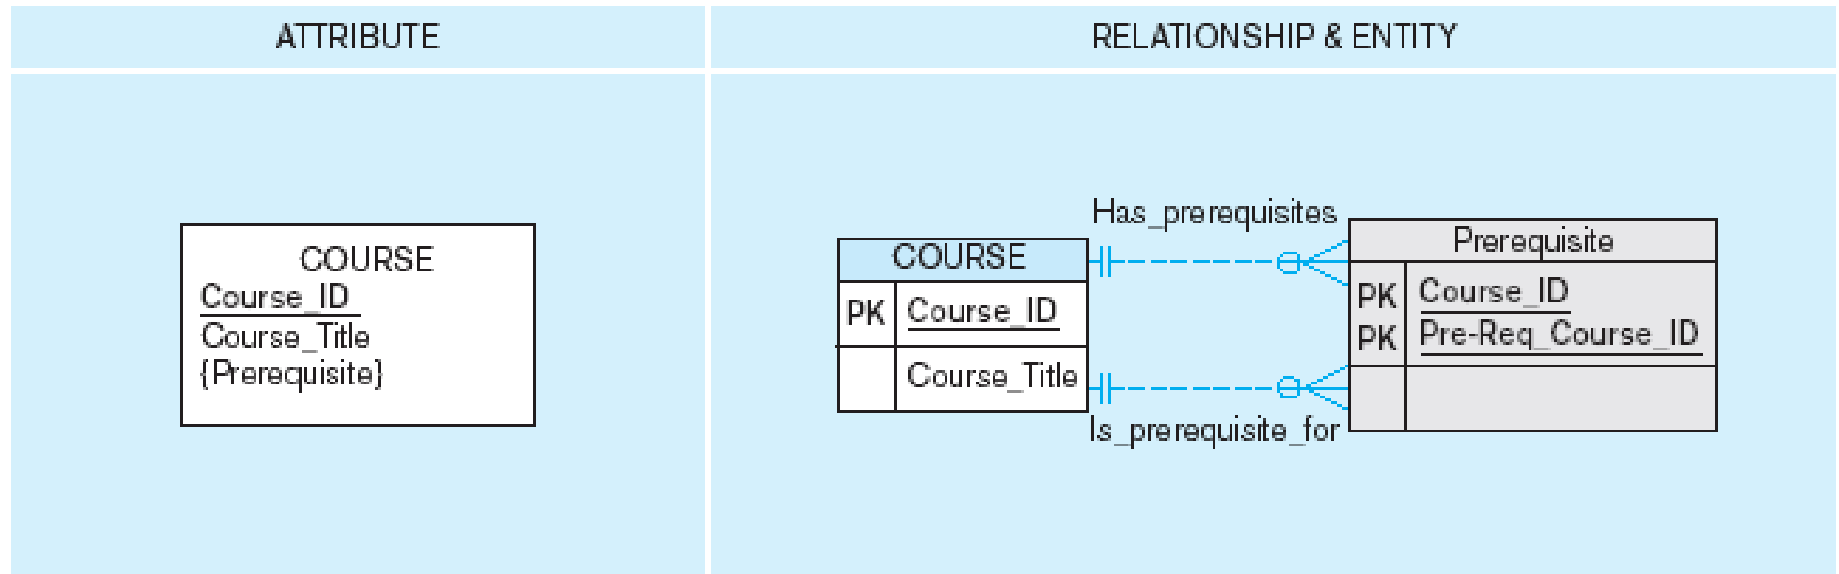 ATTRIBUTE
RELATIONSHIP & ENTITY
COURSE
Course_ID
Course_Title
{Prerequisite}
Has_prerequisites
COURSE
PK Course_ID
Course_Title
Is_prerequisite_for
Prerequisite
PK Course_ID
PK Pre-Req_Course_ID